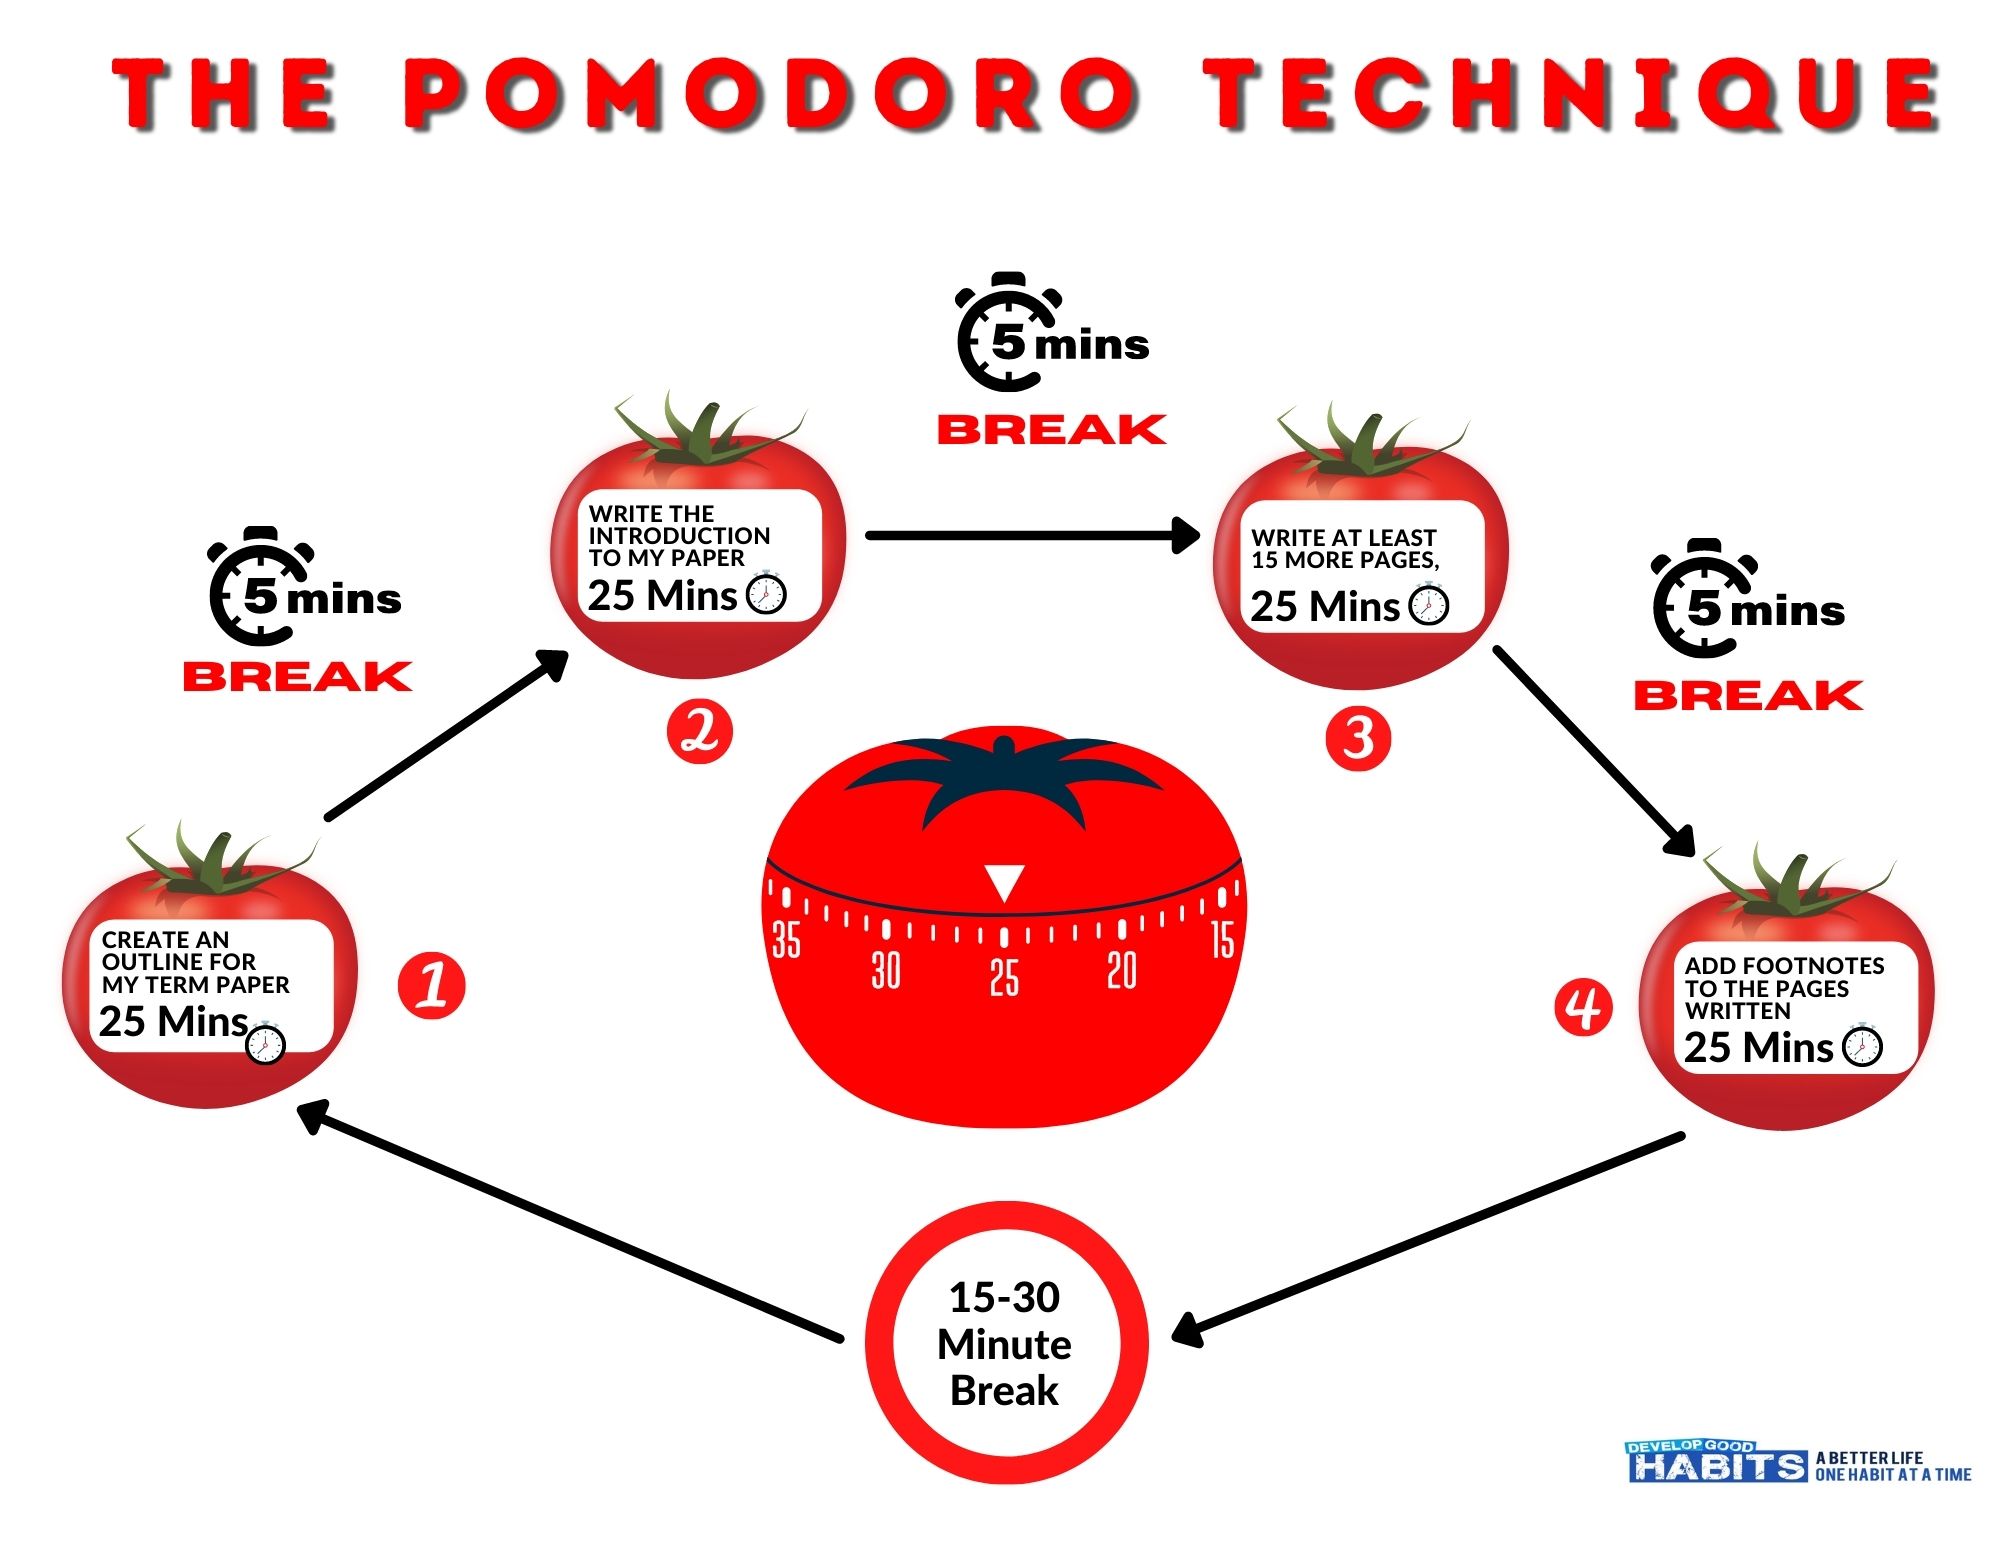 THE POMODORO TECHNIQUE
5 mins
BREAK
WRITE THE
INTRODUCTION
TO MY PAPER
25 Mins
2
5 mins
BREAK
WRITE AT LEAST
15 MORE PAGES,
25 Mins
3
5 mins
BREAK
CREATE AN
OUTLINE FOR
MY TERM PAPER
25 Mins
1
35
30
25
20
15
4
ADD FOOTNOTES
TO THE PAGES
WRITTEN
25 Mins
15-30
Minute
Break
DEVELOP GOOD
HABITS
A BETTER LIFE
ONE HABIT AT A TIME